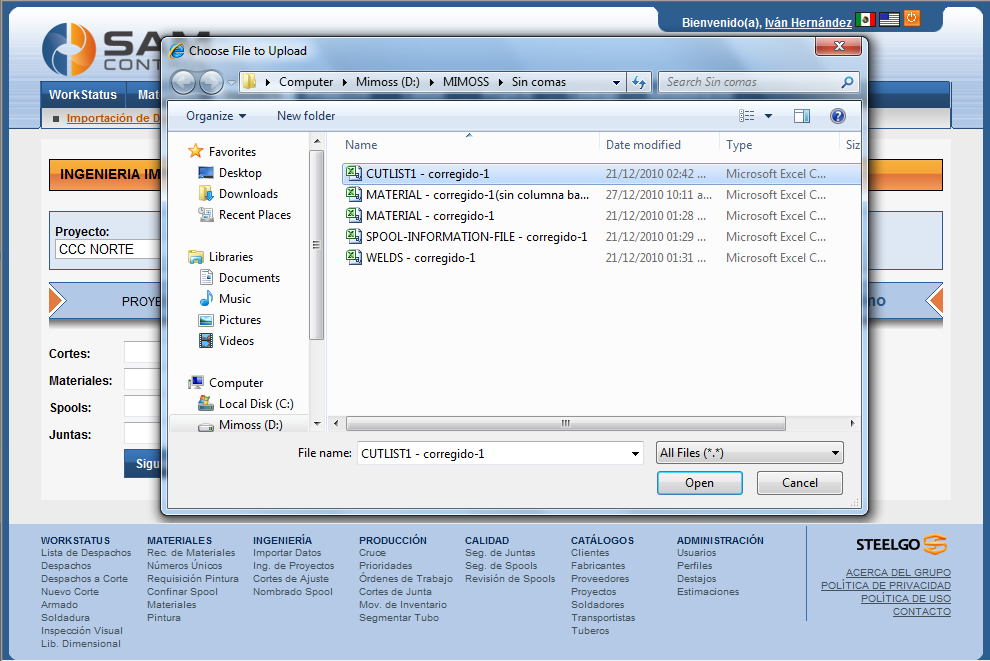 Bienvenido(a), Iván Hernández
SAM
CONT
Choose File to Upload
Computer Mimoss (D:) MIMOSS Sin comas
Search Sin comas
WorkStatus Mat
Importación de D
Organize New folder
Name Date modified Type Siz
Favorites
Desktop
Downloads
Recent Places
Libraries
Documents
Music
Pictures
Videos
Computer
Local Disk (C:)
Mimoss (D:)
CUTLIST1 - corregido-1 21/12/2010 02:42 ... Microsoft Excel C...
MATERIAL - corregido-1(sin columna ba... 27/12/2010 10:11 a... Microsoft Excel C...
MATERIAL - corregido-1 21/12/2010 01:28 ... Microsoft Excel C...
SPOOL-INFORMATION-FILE - corregido-1 21/12/2010 01:29 ... Microsoft Excel C...
WELDS - corregido-1 21/12/2010 01:31 ... Microsoft Excel C...
File name: CUTLIST1 - corregido-1 All Files (*.*)
Open Cancel
INGENIERIA IM
Proyecto:
CCC NORTE
PROYE
mo
Cortes:
Materiales:
Spools:
Juntas:
Sigu
WORKSTATUS
Lista de Despachos
Despachos
Despachos a Corte
Nuevo Corte
Armado
Soldadura
Inspección Visual
Lib. Dimensional
MATERIALES
Rec. de Materiales
Números Únicos
Requisición Pintura
Confinar Spool
Materiales
Pintura
INGENIERÍA
Importar Datos
Ing. de Proyectos
Cortes de Ajuste
Nombrado Spool
PRODUCCIÓN
Cruce
Prioridades
Órdenes de Trabajo
Cortes de Junta
Mov. de Inventario
Segmentar Tubo
CALIDAD
Seg. de Juntas
Seg. de Spools
Revisión de Spools
CATÁLOGOS
Clientes
Fabricantes
Proveedores
Proyectos
Soldadores
Transportistas
Tuberos
ADMINISTRACIÓN
Usuarios
Perfiles
Destajos
Estimaciones
STEELGO
ACERCA DEL GRUPO
POLÍTICA DE PRIVACIDAD
POLÍTICA DE USO
CONTACTO